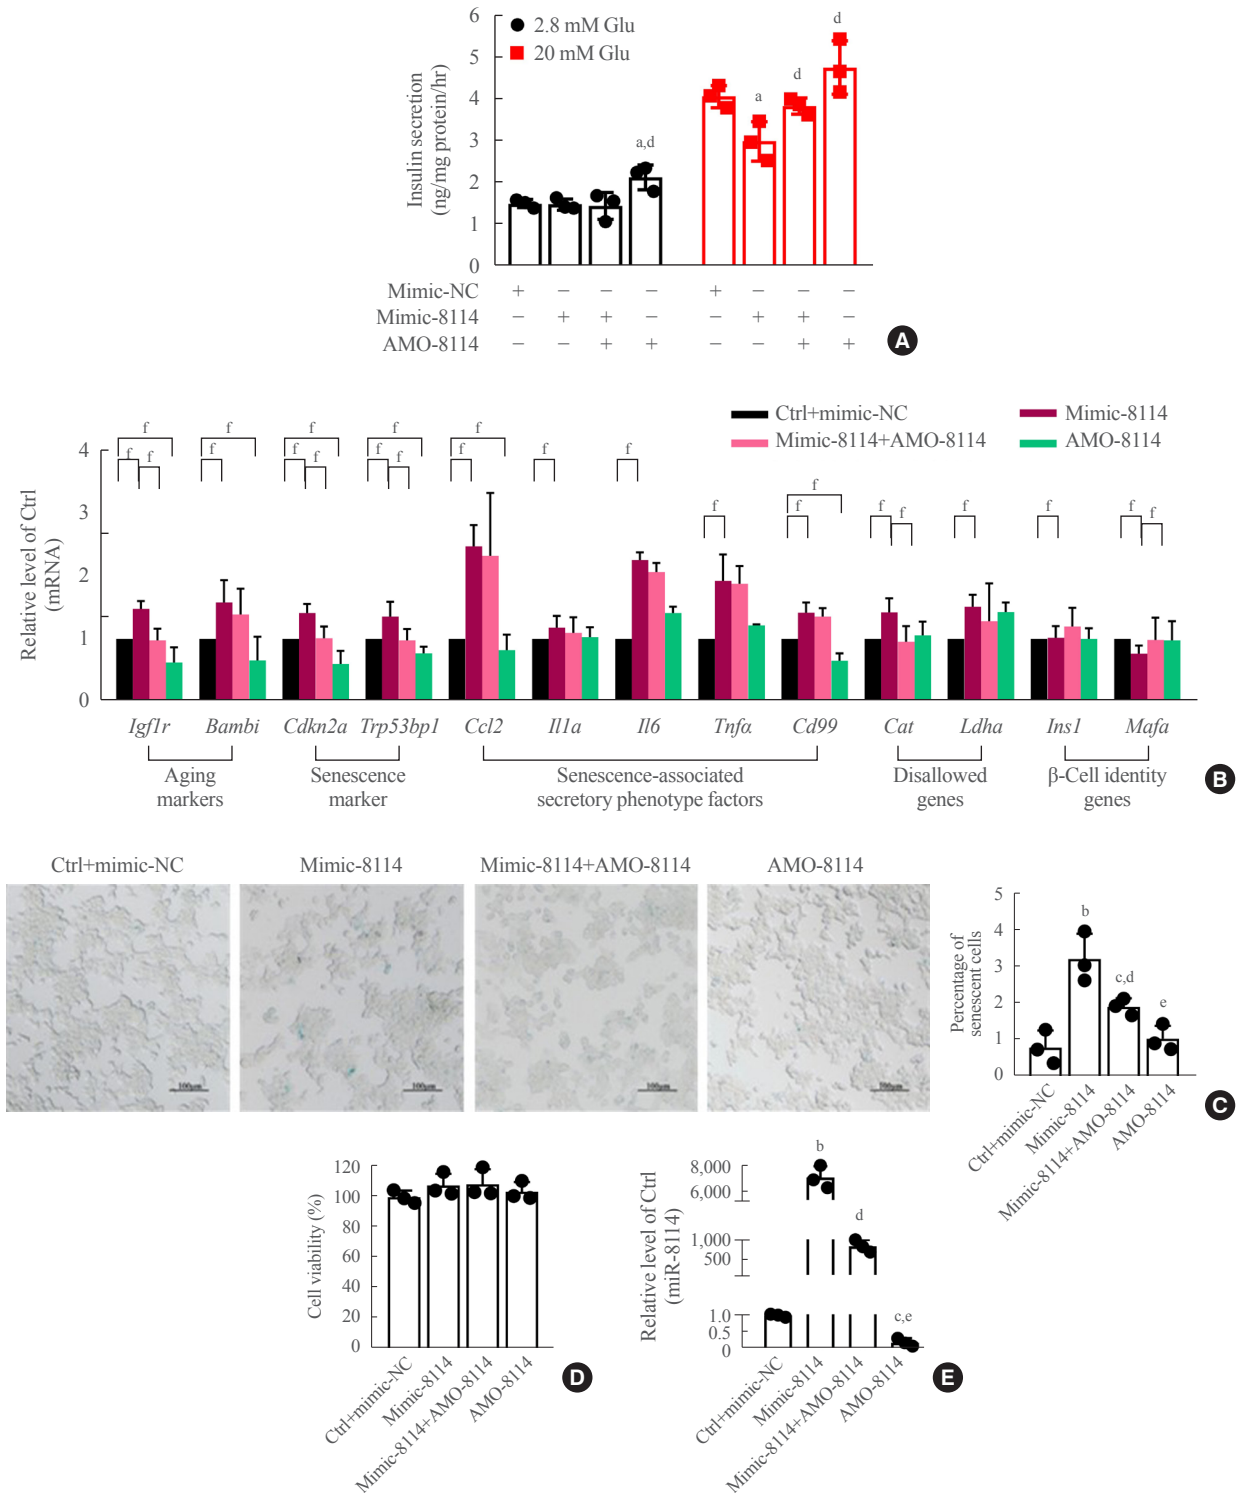 6
5
4
3
2
1
0
Insulin secretion
(ng/mg protein/hr)
2.8 mM Glu
20 mM Glu
a,d
a
d
d
Mimic-NC + − − − + − − −
Mimic-8114 − + + − − + + −
AMO-8114 − − + + − − + +
A
Ctrl+mimic-NC
Mimic-8114
Mimic-8114+AMO-8114
AMO-8114
Relative level of Ctrl
(mRNA)
4
3
2
1
0
f f f f f f f f f f
f f f f f f f f f f f f f f
Igf1r Bambi Cdkn2a Trp53bp1 Ccl2 Il1a Il6 Tnfα Cd99 Cat Ldha Ins1 Mafa
Aging
markers
Senescence
marker
Senescence-associated
secretory phenotype factors
Disallowed
genes
β-Cell identity
genes
B
Ctrl+mimic-NC
Mimic-8114
Mimic-8114+AMO-8114
AMO-8114
100μm
100μm
100μm
100μm
Percentage of
senescent cells
5
4
3
2
1
0
b
c,d
e
Ctrl+mimic-NC
Mimic-8114
Mimic-8114+AMO-8114
AMO-8114
C
Cell viability (%)
120
100
80
60
40
20
0
Ctrl+mimic-NC
Mimic-8114
Mimic-8114+AMO-8114
AMO-8114
D
Relative level of Ctrl
(miR-8114)
8,000
6,000
1,000
500
1.0
0.5
0
b
d
c,e
Ctrl+mimic-NC
Mimic-8114
Mimic-8114+AMO-8114
AMO-8114
E